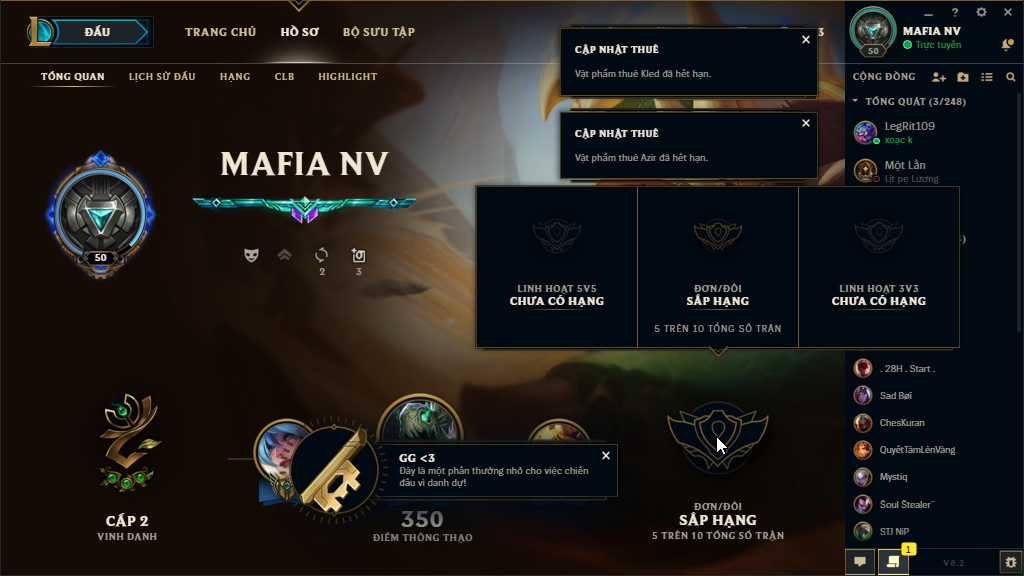 ĐẤU
TRANG CHỦ
HỒ SƠ
BỘ SƯU TẬP
3
TỔNG QUAN
LỊCH SỬ ĐẤU
HẠNG
CLB
HIGHLIGHT
CẬP NHẬT THUÊ
Vật phẩm thuê Kled đã hết hạn.
CẬP NHẬT THUÊ
Vật phẩm thuê Azir đã hết hạn.
MAFIA NV
50
2
3
LINH HOẠT 5V5
CHƯA CÓ HẠNG
ĐƠN/ĐÔI
SẮP HẠNG
5 TRÊN 10 TỔNG SỐ TRẬN
LINH HOẠT 3V3
CHƯA CÓ HẠNG
CẤP 2
VINH DANH
GG <3
Đây là một phần thưởng nhỏ cho việc chiến
đấu vì danh dự!
350
ĐIỂM THÔNG THẠO
ĐƠN/ĐÔI
SẮP HẠNG
5 TRÊN 10 TỔNG SỐ TRẬN
MAFIA NV
Trực tuyến
50
CỘNG ĐỒNG
TỔNG QUÁT (3/248)
LegRit109
xoạc k
Một Lần
Lịt pẹ Lương
. 28H . Start .
Sad Bøi
ChesKuran
QuyếtTâmLênVàng
Mystiq
Šoul Štealer
STJ NiP
1
V8.2